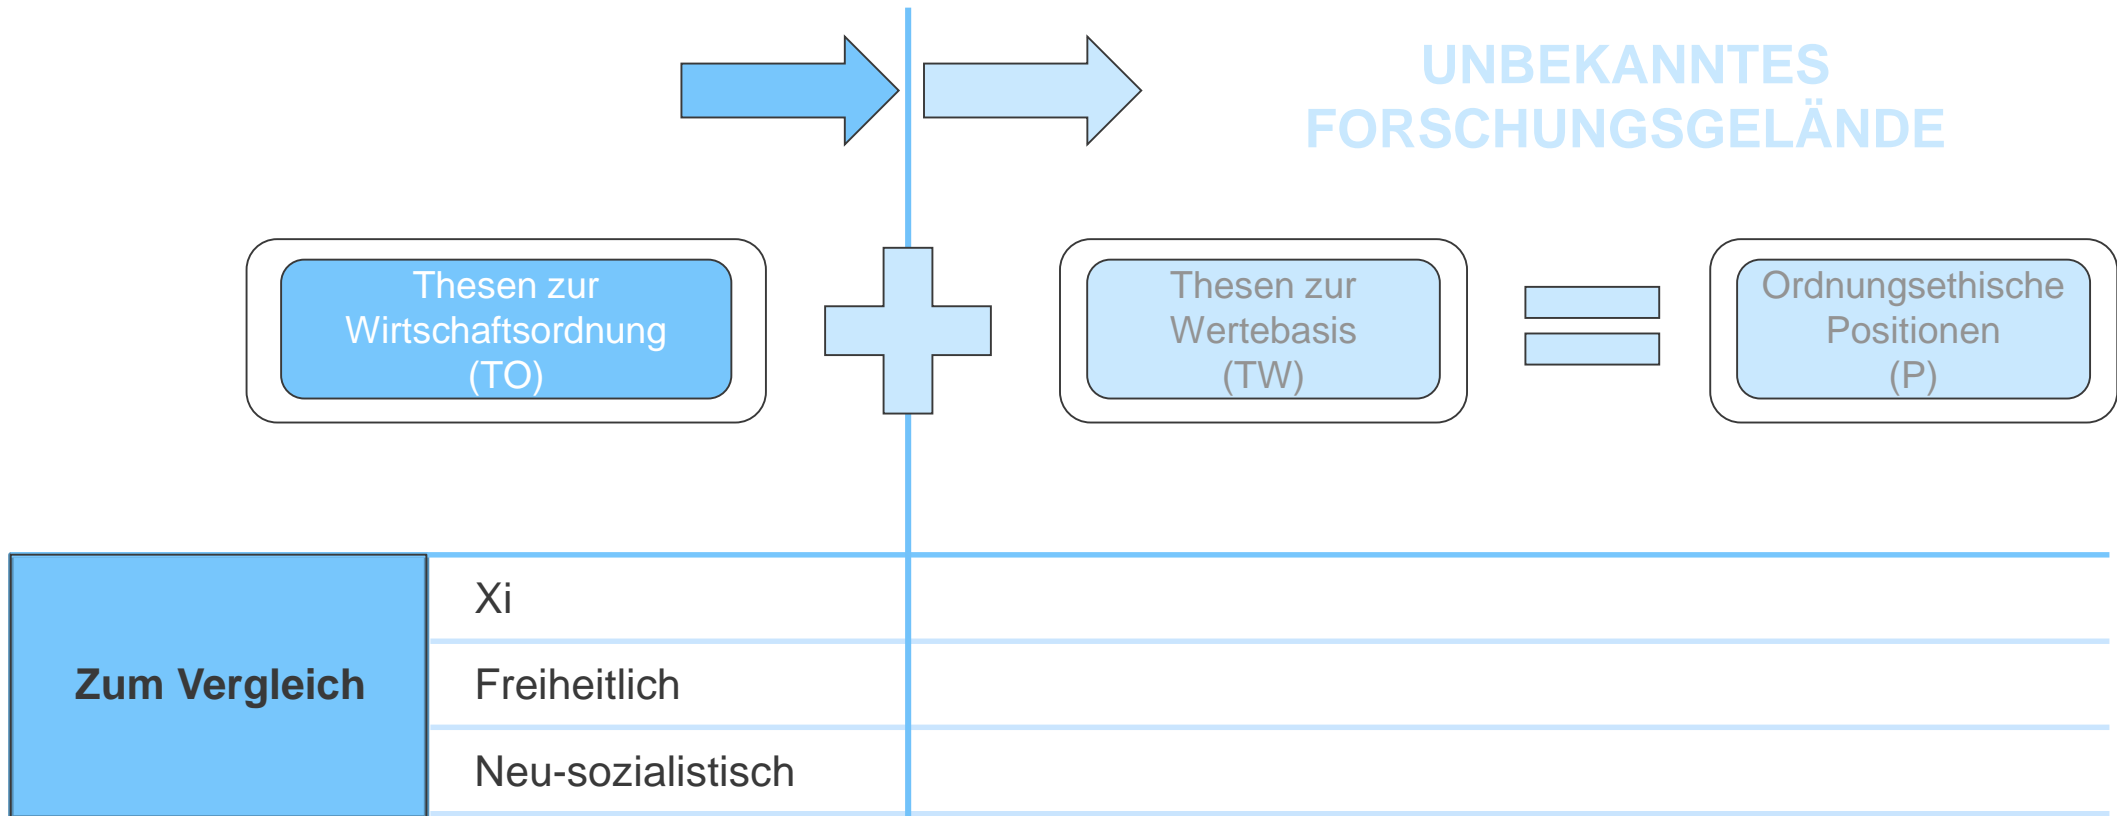 UNBEKANNTES
FORSCHUNGSGELÄNDE
Thesen zur
Wirtschaftsordnung
(TO)
Thesen zur
Wertebasis
(TW)
Ordnungsethische
Positionen
(P)
Zum Vergleich
Xi
Freiheitlich
Neu-sozialistisch